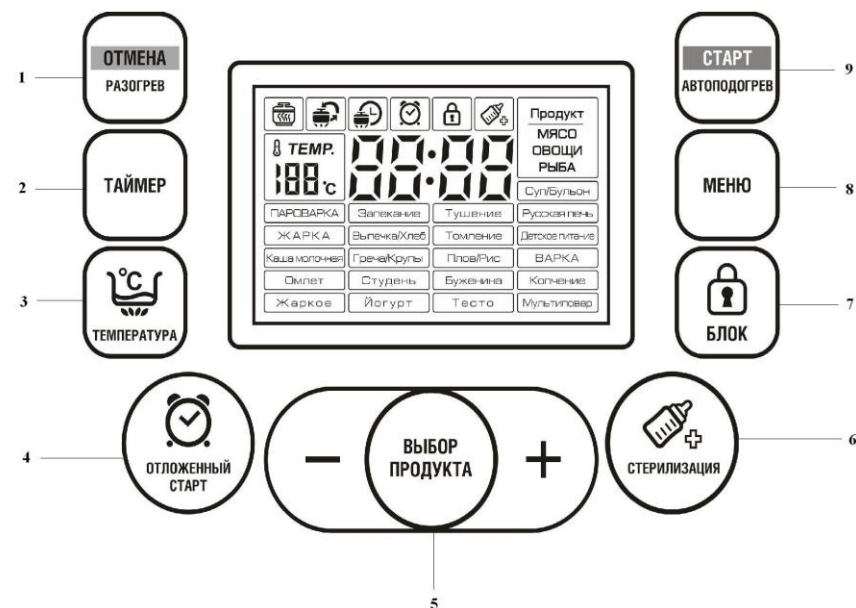 ОТМЕНА
РАЗОГРЕВ
1
ТАЙМЕР
2
°C
ТЕМПЕРАТУРА
3
ОТЛОЖЕННЫЙ
СТАРТ
4
TEMP.
188 °C
88:88
Продукт
МЯСО
ОВОЩИ
РЫБА
Суп/Бульон
ПАРОВАРКА Запекание Тушение Русская печь
ЖАРКА Выпечка/Хлеб Томление Детское питание
Каша молочная Греча/Крупы Плов/Рис ВАРКА
Омлет Студень Буженина Копчение
Жаркое Йогурт Тесто Мультиповар
СТАРТ
АВТОПОДОГРЕВ
9
МЕНЮ
8
БЛОК
7
СТЕРИЛИЗАЦИЯ
6
− ВЫБОР
ПРОДУКТА +
5